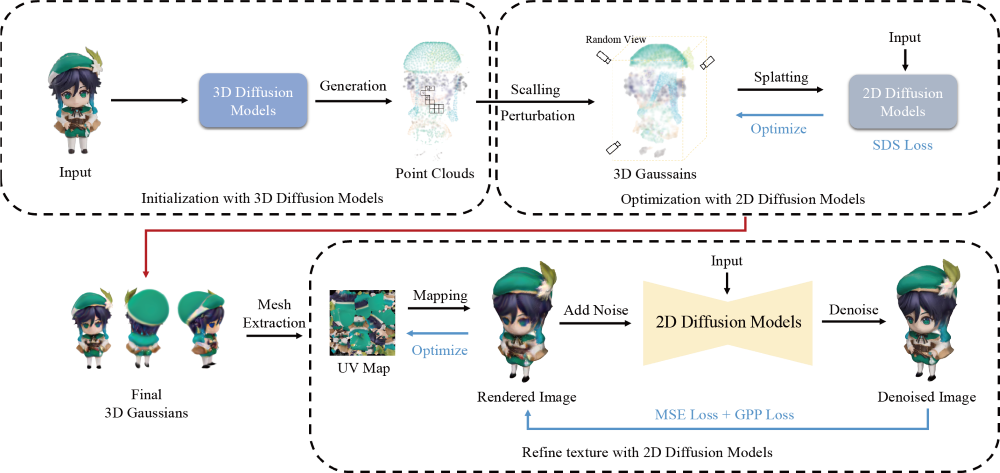 Input
3D Diffusion
Models
Generation
Point Clouds
Initialization with 3D Diffusion Models
Scalling
Perturbation
Random View
3D Gaussains
Splatting
Optimize
Input
2D Diffusion
Models
SDS Loss
Optimization with 2D Diffusion Models
Final
3D Gaussians
Mesh
Extraction
UV Map
Mapping
Optimize
Rendered Image
Add Noise
Input
2D Diffusion Models
Denoise
Denoised Image
MSE Loss + GPP Loss
Refine texture with 2D Diffusion Models